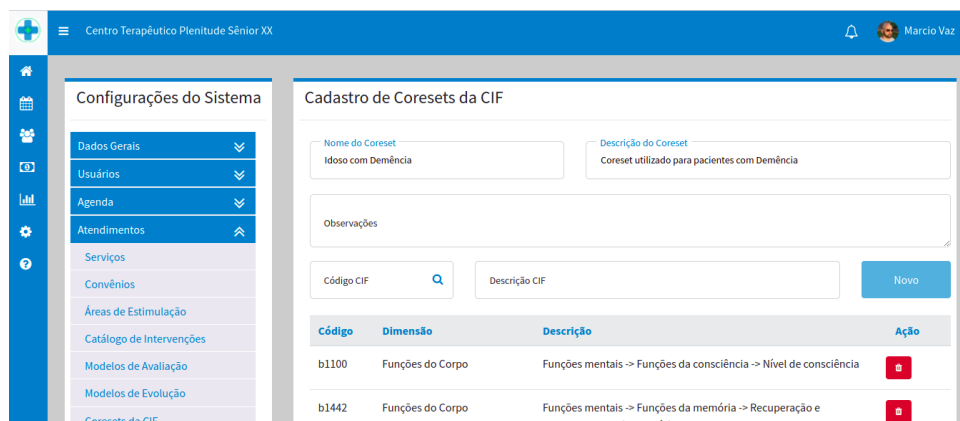 Centro Terapêutico Plenitude Sênior XX
Marcio Vaz
Configurações do Sistema
Dados Gerais
Usuários
Agenda
Atendimentos
Serviços
Convênios
Áreas de Estimulação
Catálogo de Intervenções
Modelos de Avaliação
Modelos de Evolução
Coresets da CIF
Cadastro de Coresets da CIF
Nome do Coreset
Idoso com Demência
Descrição do Coreset
Coreset utilizado para pacientes com Demência
Observações
Código CIF
Descrição CIF
Novo
Código Dimensão Descrição Ação
b1100 Funções do Corpo Funções mentais -> Funções da consciência -> Nível de consciência
b1442 Funções do Corpo Funções mentais -> Funções da memória -> Recuperação e